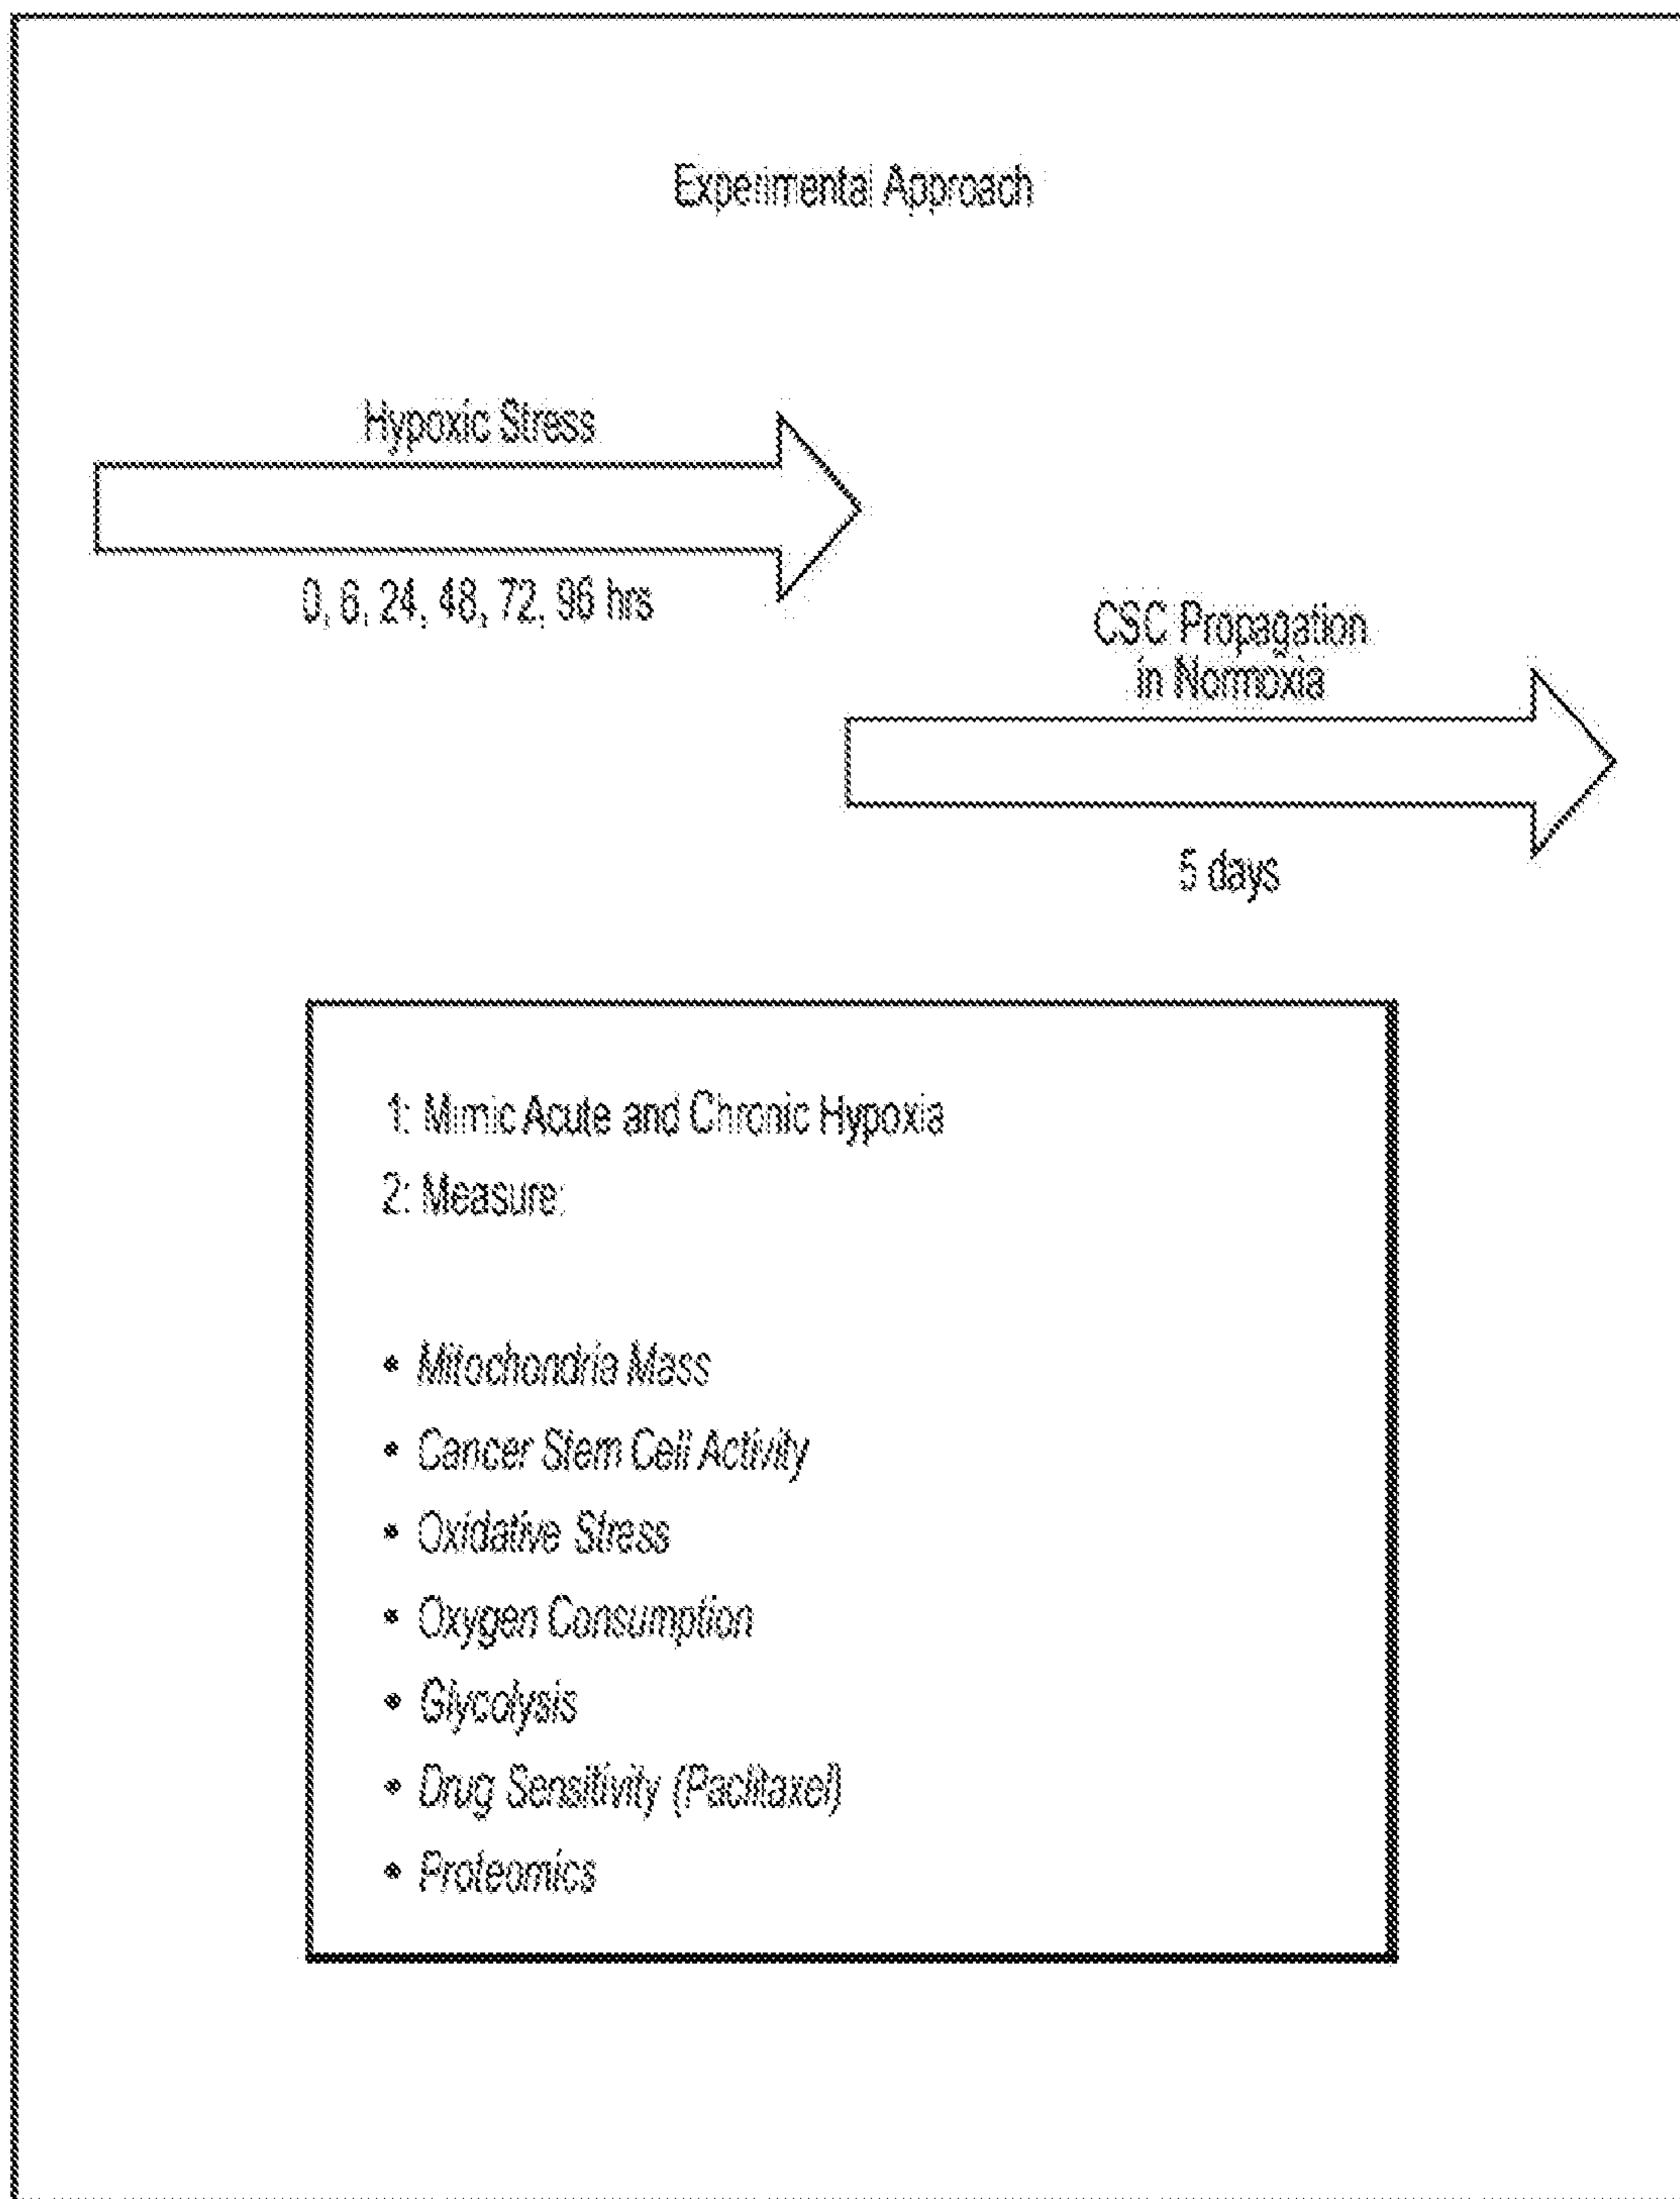 Experimental Approach
Hypoxic Stress
0, 6, 24, 48, 72, 96 hrs
CSC Propagation
in Normoxia
5 days
1: Mimic Acute and Chronic Hypoxia
2: Measure:
• Mitochondria Mass
• Cancer Stem Cell Activity
• Oxidative Stress
• Oxygen Consumption
• Glycolysis
• Drug Sensitivity (Paclitaxel)
• Proteomics